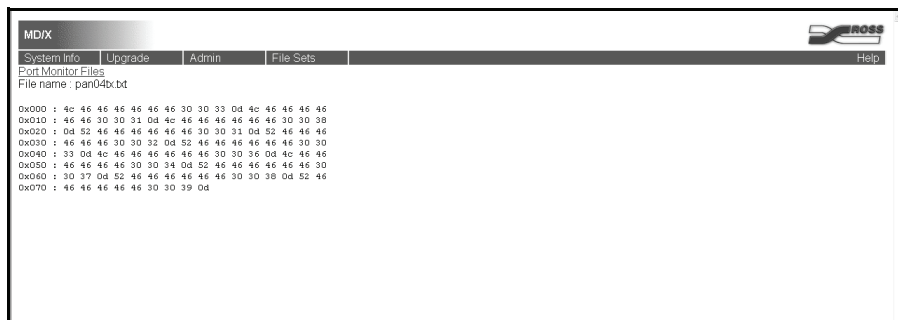 MD/X
ROSS
System Info Upgrade Admin File Sets Help
Port Monitor Files
File name : pan04tx.txt
0x000 : 4c 46 46 46 46 46 46 30 30 33 0d 4c 46 46 46 46
0x010 : 46 46 30 30 31 0d 4c 46 46 46 46 46 46 30 30 38
0x020 : 0d 52 46 46 46 46 46 46 30 30 31 0d 52 46 46 46
0x030 : 46 46 46 30 30 32 0d 52 46 46 46 46 46 46 30 30
0x040 : 33 0d 4c 46 46 46 46 46 46 30 30 36 0d 4c 46 46
0x050 : 46 46 46 46 30 30 34 0d 52 46 46 46 46 46 46 30
0x060 : 30 37 0d 52 46 46 46 46 46 46 30 30 38 0d 52 46
0x070 : 46 46 46 46 46 30 30 39 0d